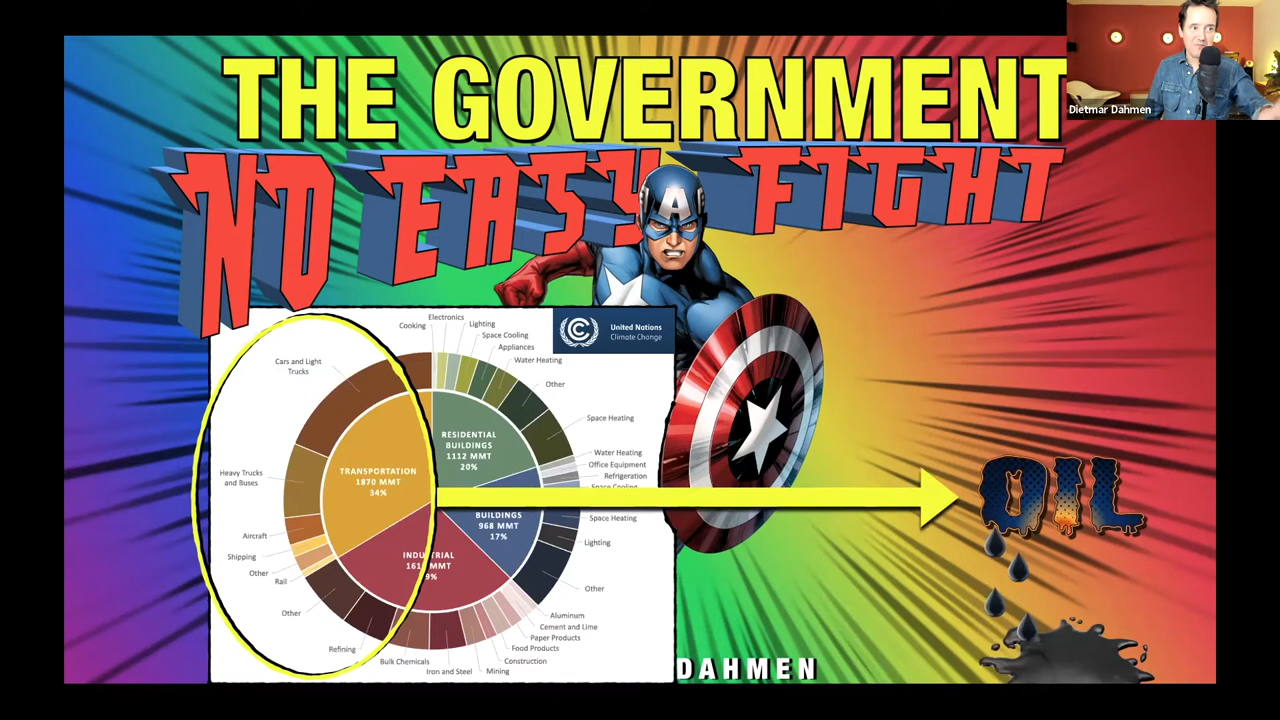 THE GOVERNMENT
Dietmar Dahmen
NO EASY FIGHT
A
United Nations
Climate Change
Electronics
Cooking
Lighting
Space Cooling
Appliances
Water Heating
Other
Space Heating
Water Heating
Office Equipment
Refrigeration
Space Cooling
Space Heating
Lighting
Other
Aluminum
Cement and Lime
Paper Products
Food Products
Construction
Mining
Iron and Steel
Bulk Chemicals
Refining
Other
Rail
Other
Shipping
Aircraft
Heavy Trucks
and Buses
Cars and Light
Trucks
RESIDENTIAL
BUILDINGS
1112 MMT
20%
TRANSPORTATION
1870 MMT
34%
BUILDINGS
968 MMT
17%
MMT
OIL
DAHMEN